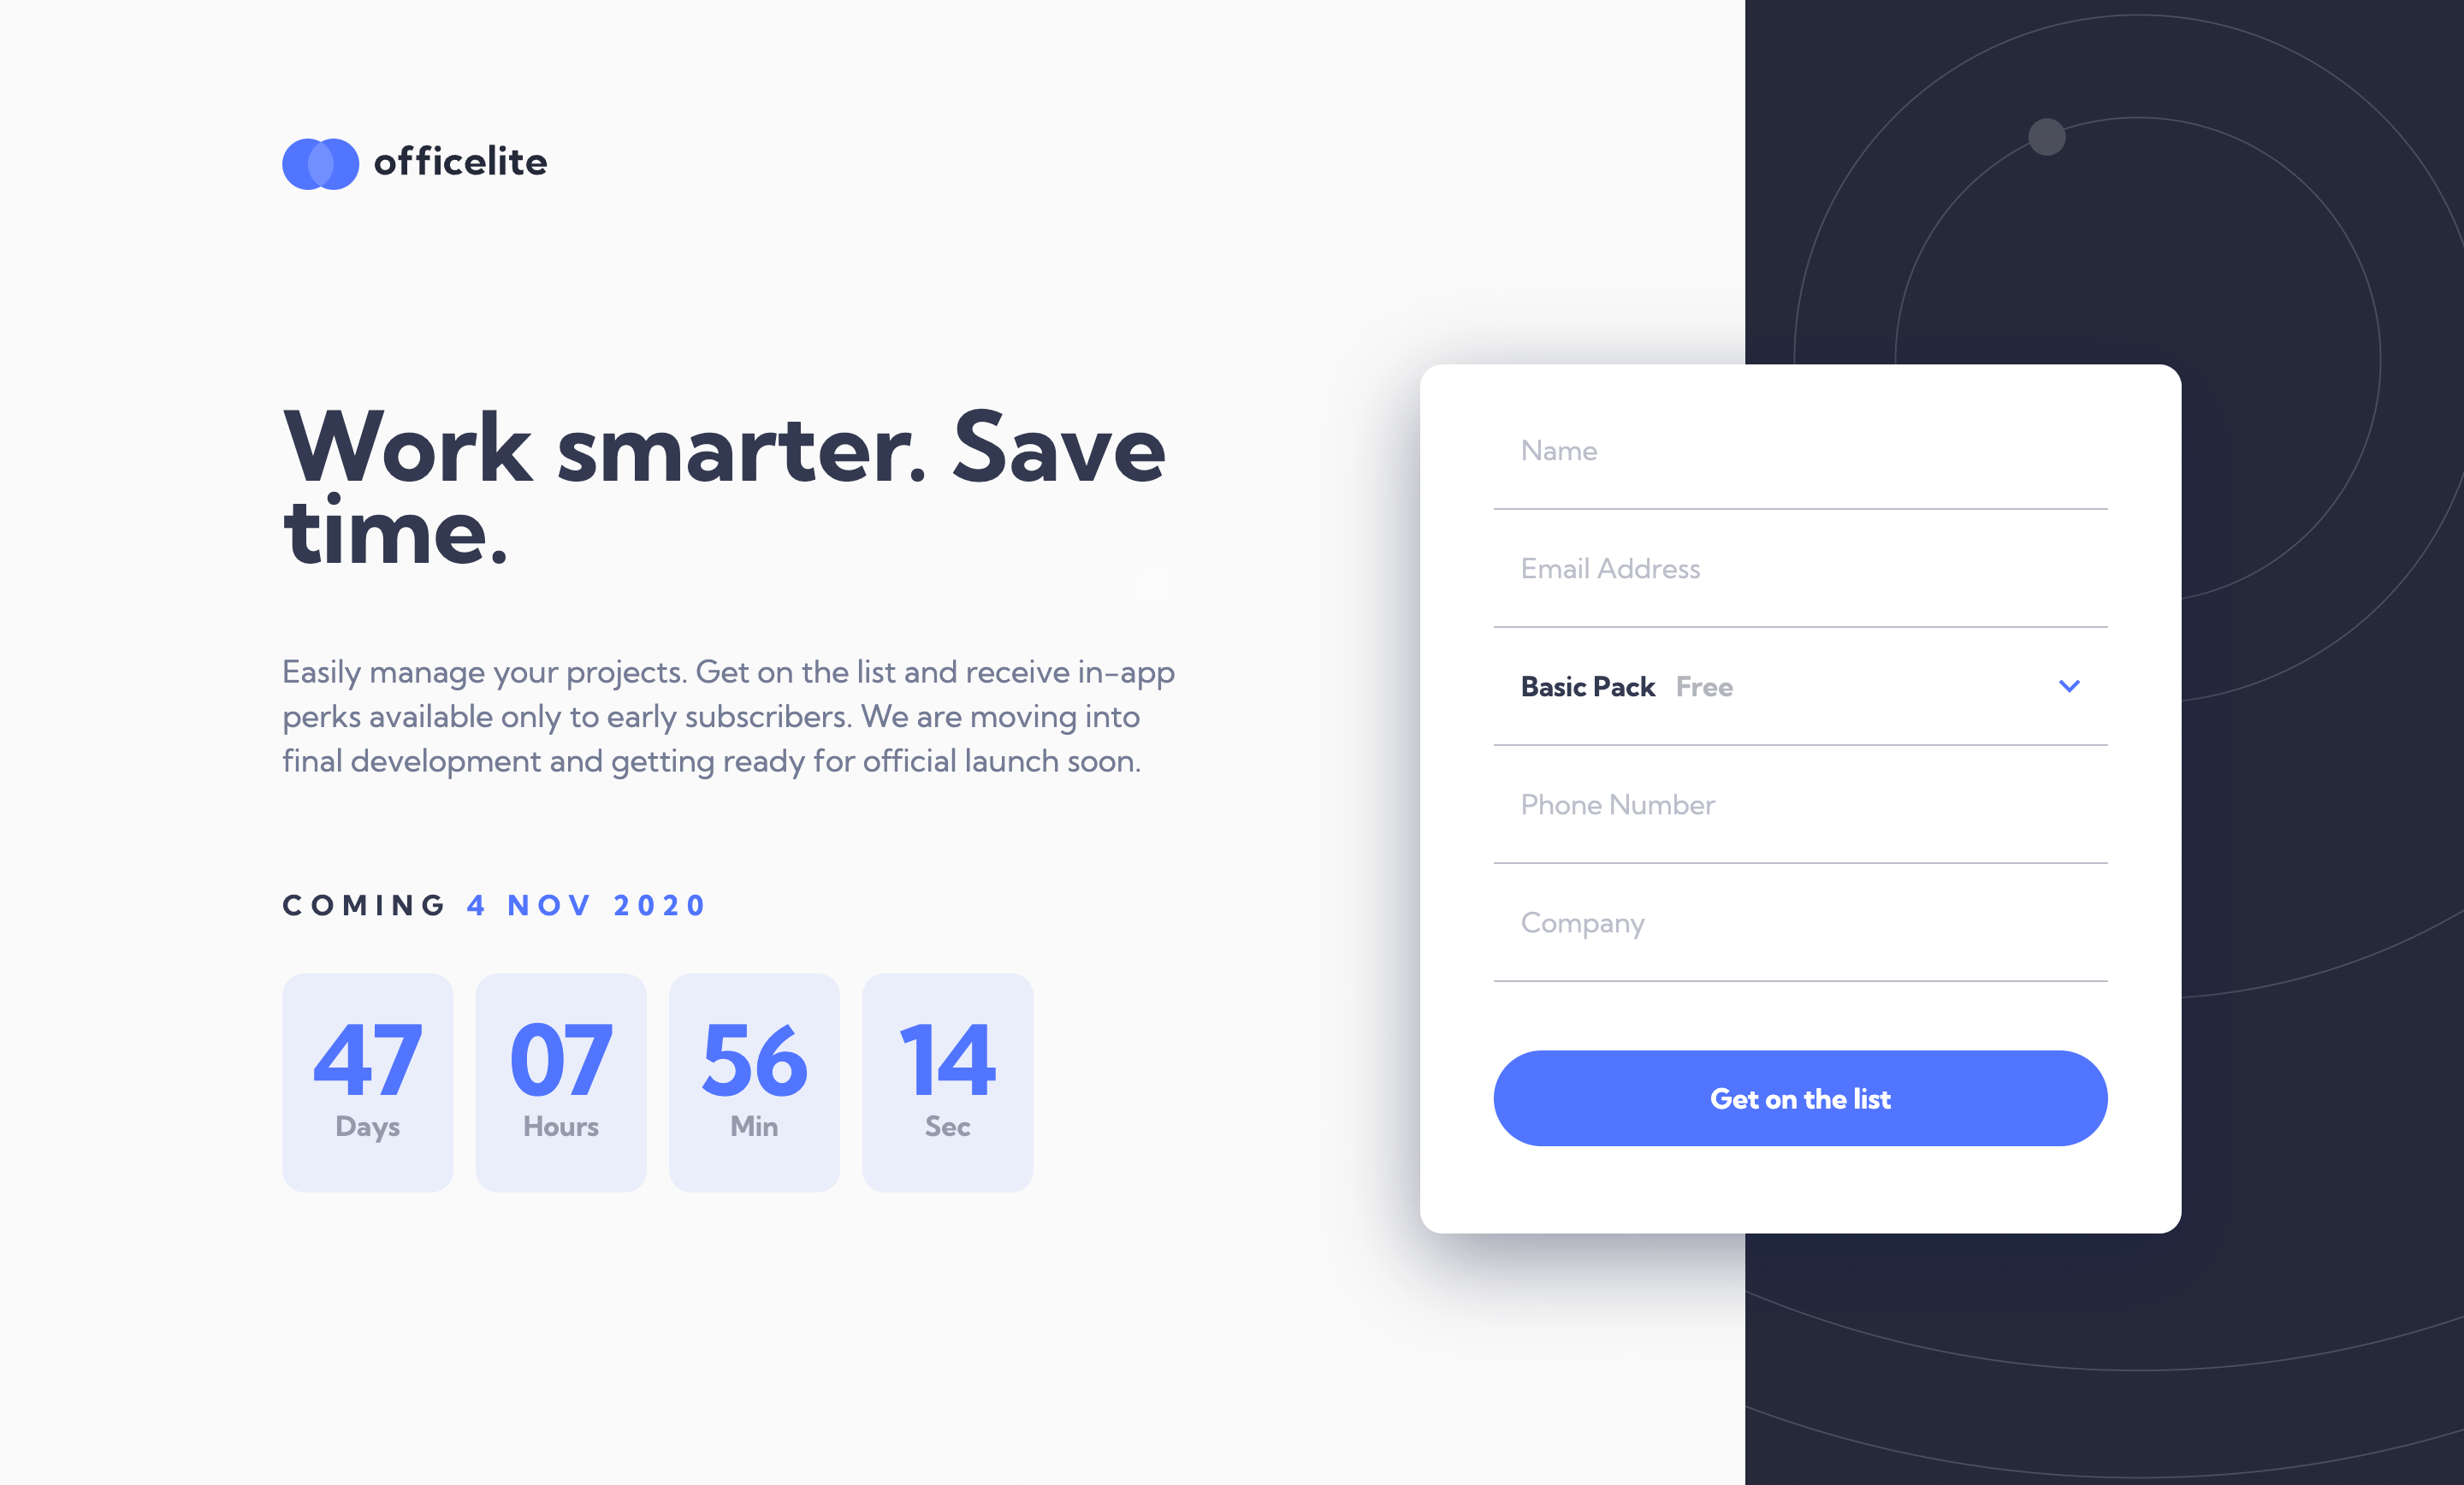 officelite
Work smarter. Save
time.
Easily manage your projects. Get on the list and receive in-app
perks available only to early subscribers. We are moving into
final development and getting ready for official launch soon.
COMING 4 NOV 2020
47 07 56 14
Days Hours Min Sec
Name
Email Address
Basic Pack Free
Phone Number
Company
Get on the list